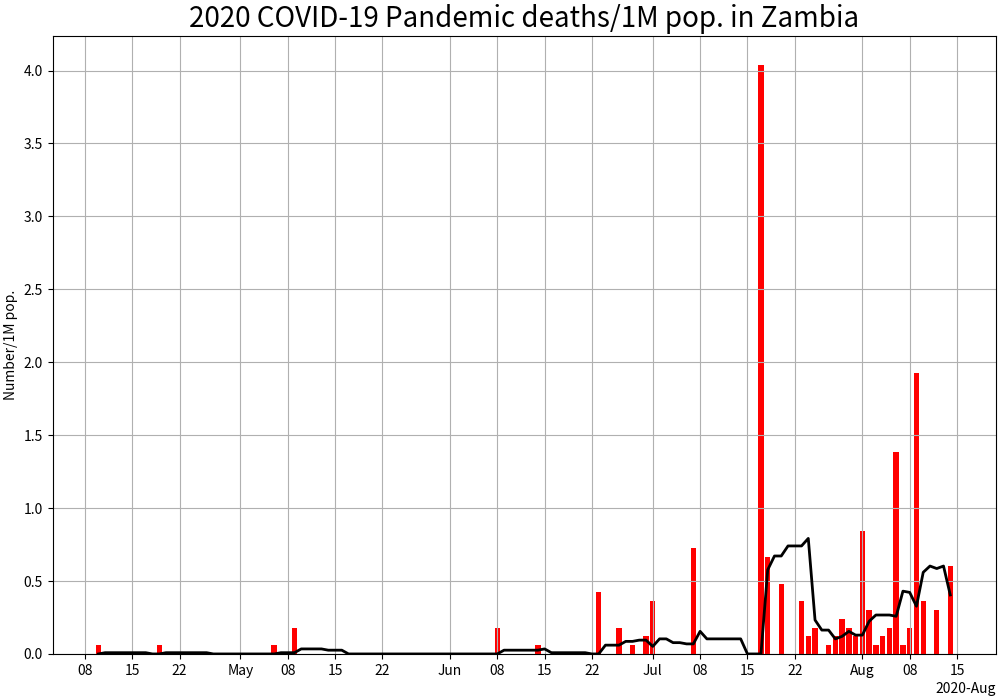 2020 COVID-19 Pandemic deaths/1M pop. in Zambia
Number/1M pop.
4.0
3.5
3.0
2.5
2.0
1.5
1.0
0.5
0.0
08 15 22 May 08 15 22 Jun 08 15 22 Jul 08 15 22 Aug 08 15
2020-Aug